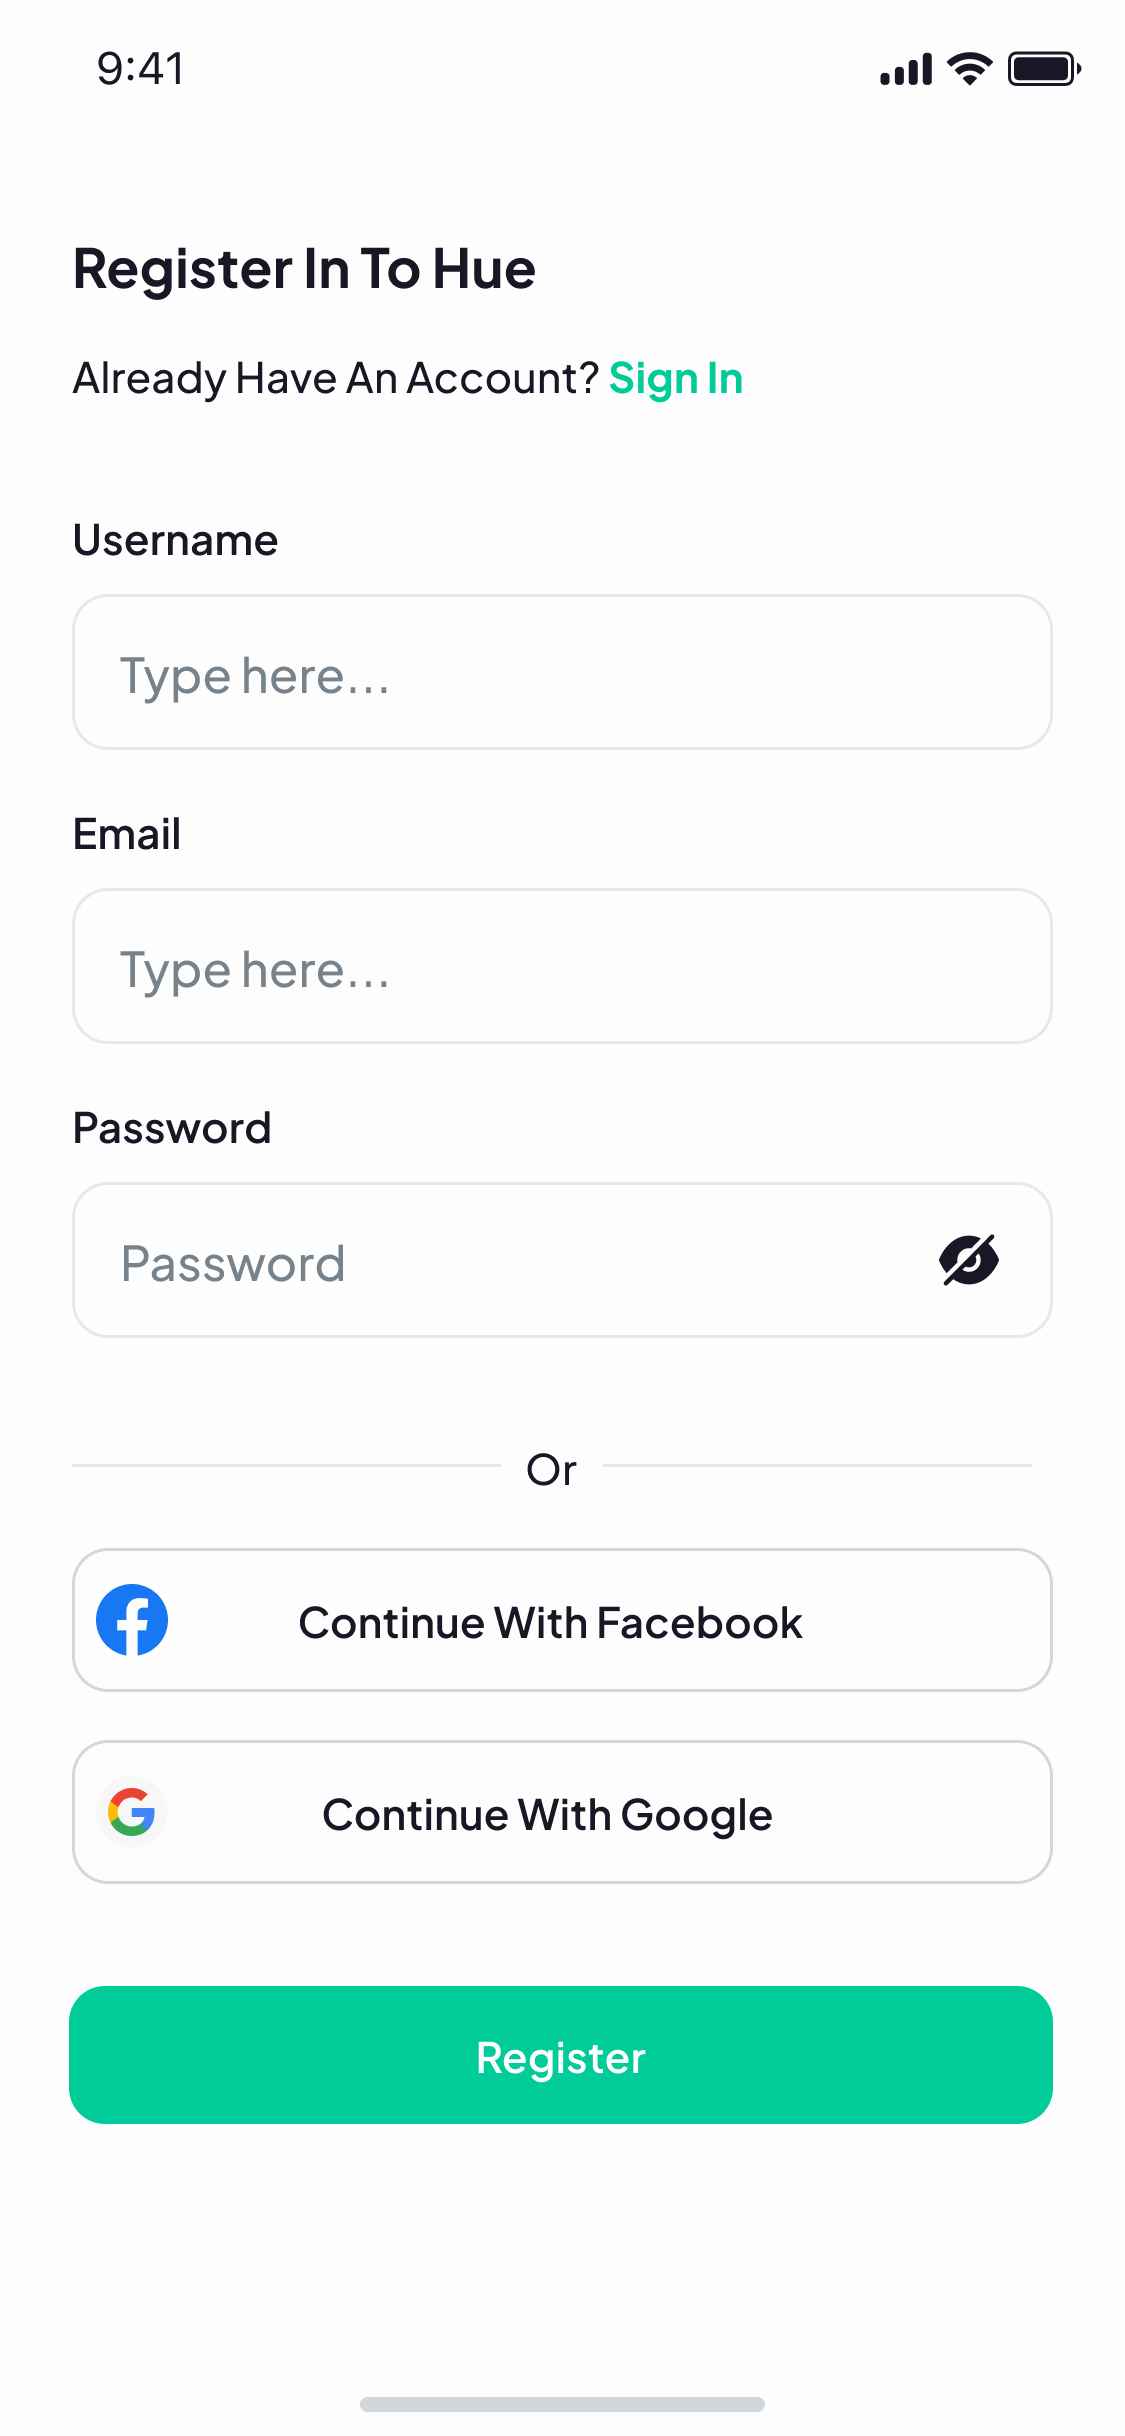 9:41
Register In To Hue
Already Have An Account? Sign In
Username
Type here...
Email
Type here...
Password
Password
Or
Continue With Facebook
Continue With Google
Register